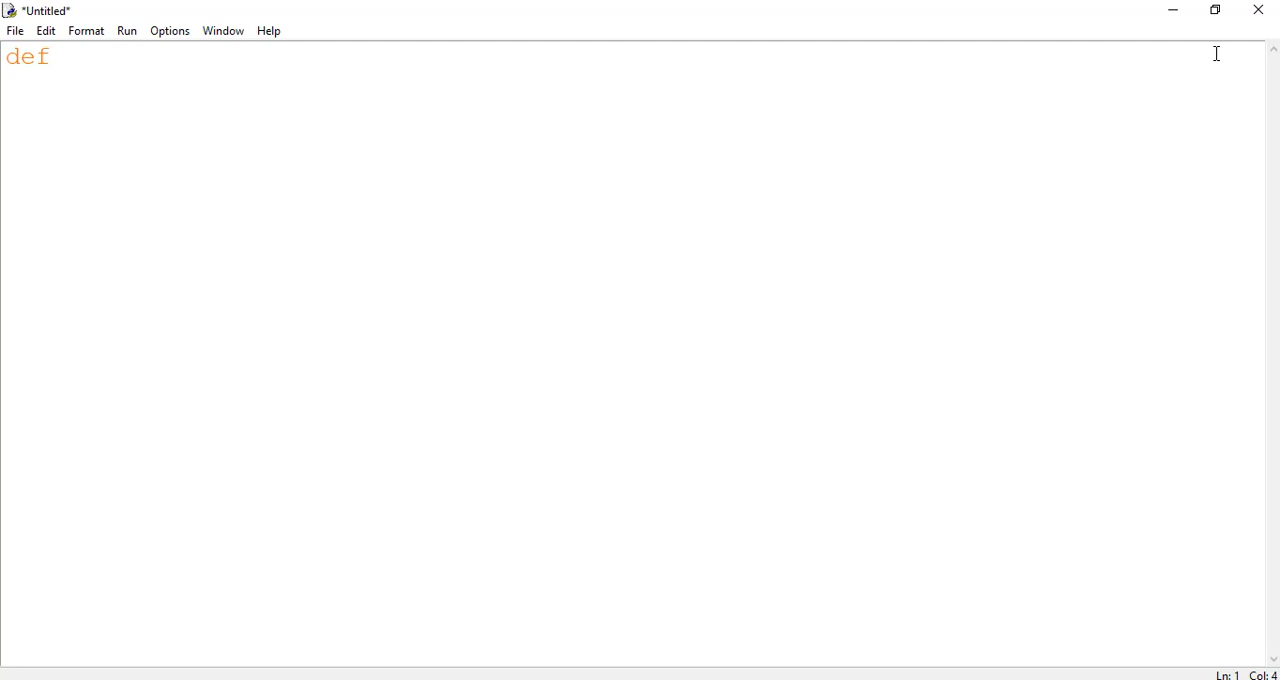 *Untitled*
File Edit Format Run Options Window Help
def
Ln: 1 Col: 4